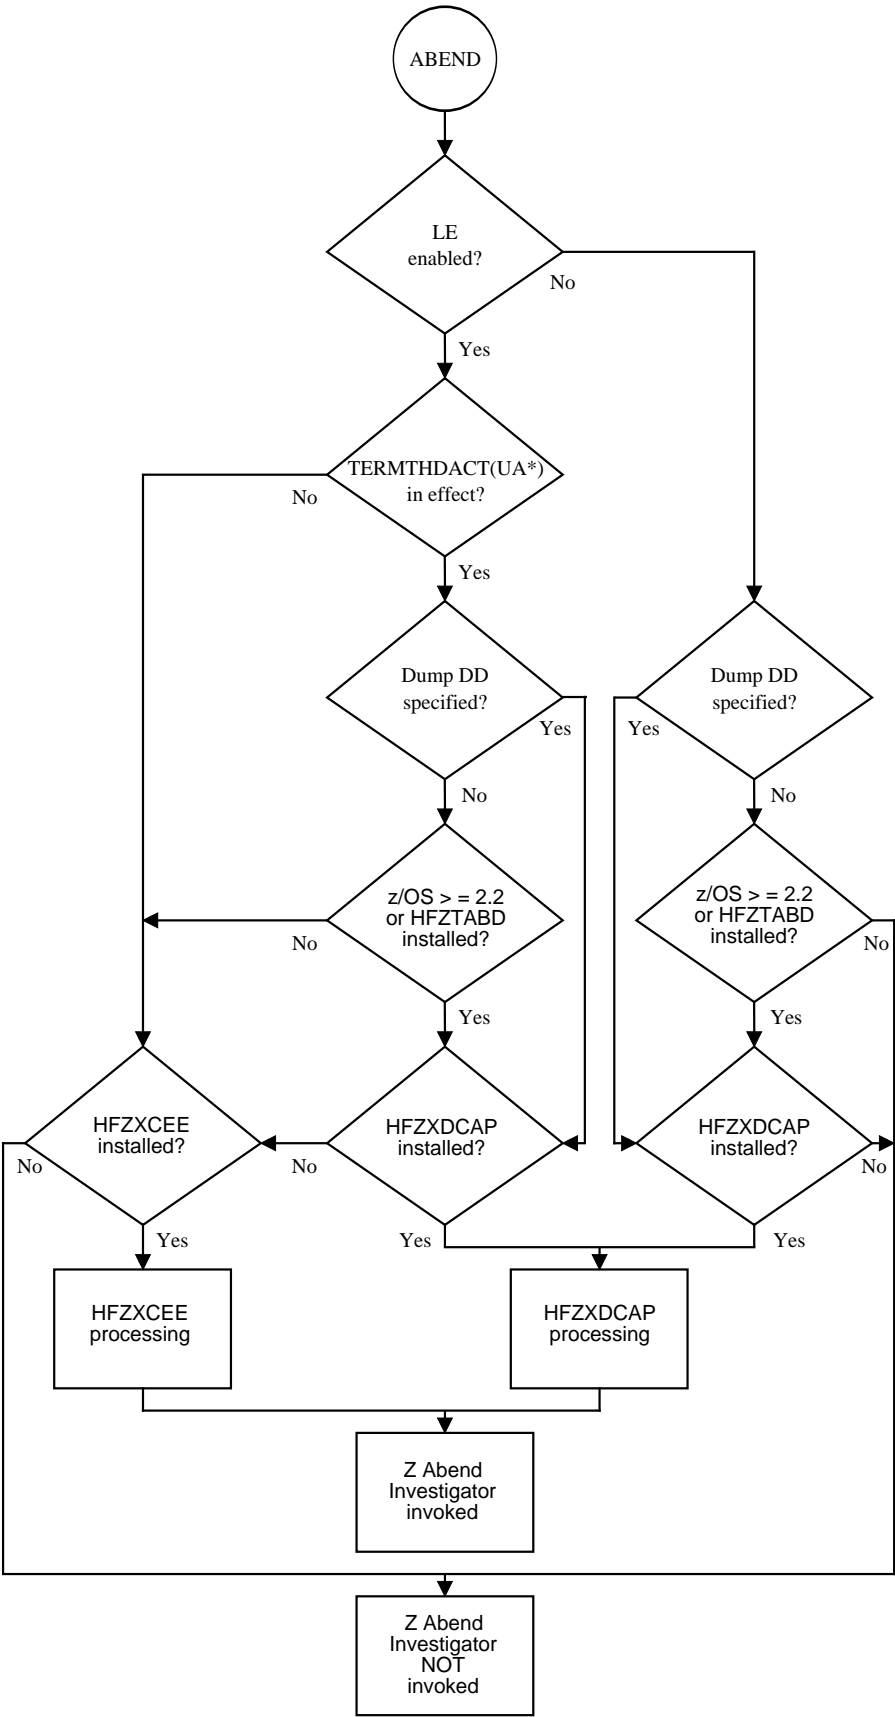 ABEND
LE
enabled?
No
Yes
TERMTHDACT(UA*)
in effect?
No
Yes
Dump DD
specified?
Yes
Dump DD
specified?
Yes
No
No
z/OS > = 2.2
or HFZTABD
installed?
No
z/OS > = 2.2
or HFZTABD
installed?
No
Yes
Yes
HFZXCEE
installed?
No
HFZXDCAP
installed?
No
HFZXDCAP
installed?
No
Yes
Yes
Yes
HFZXCEE
processing
HFZXDCAP
processing
Z Abend
Investigator
invoked
Z Abend
Investigator
NOT
invoked